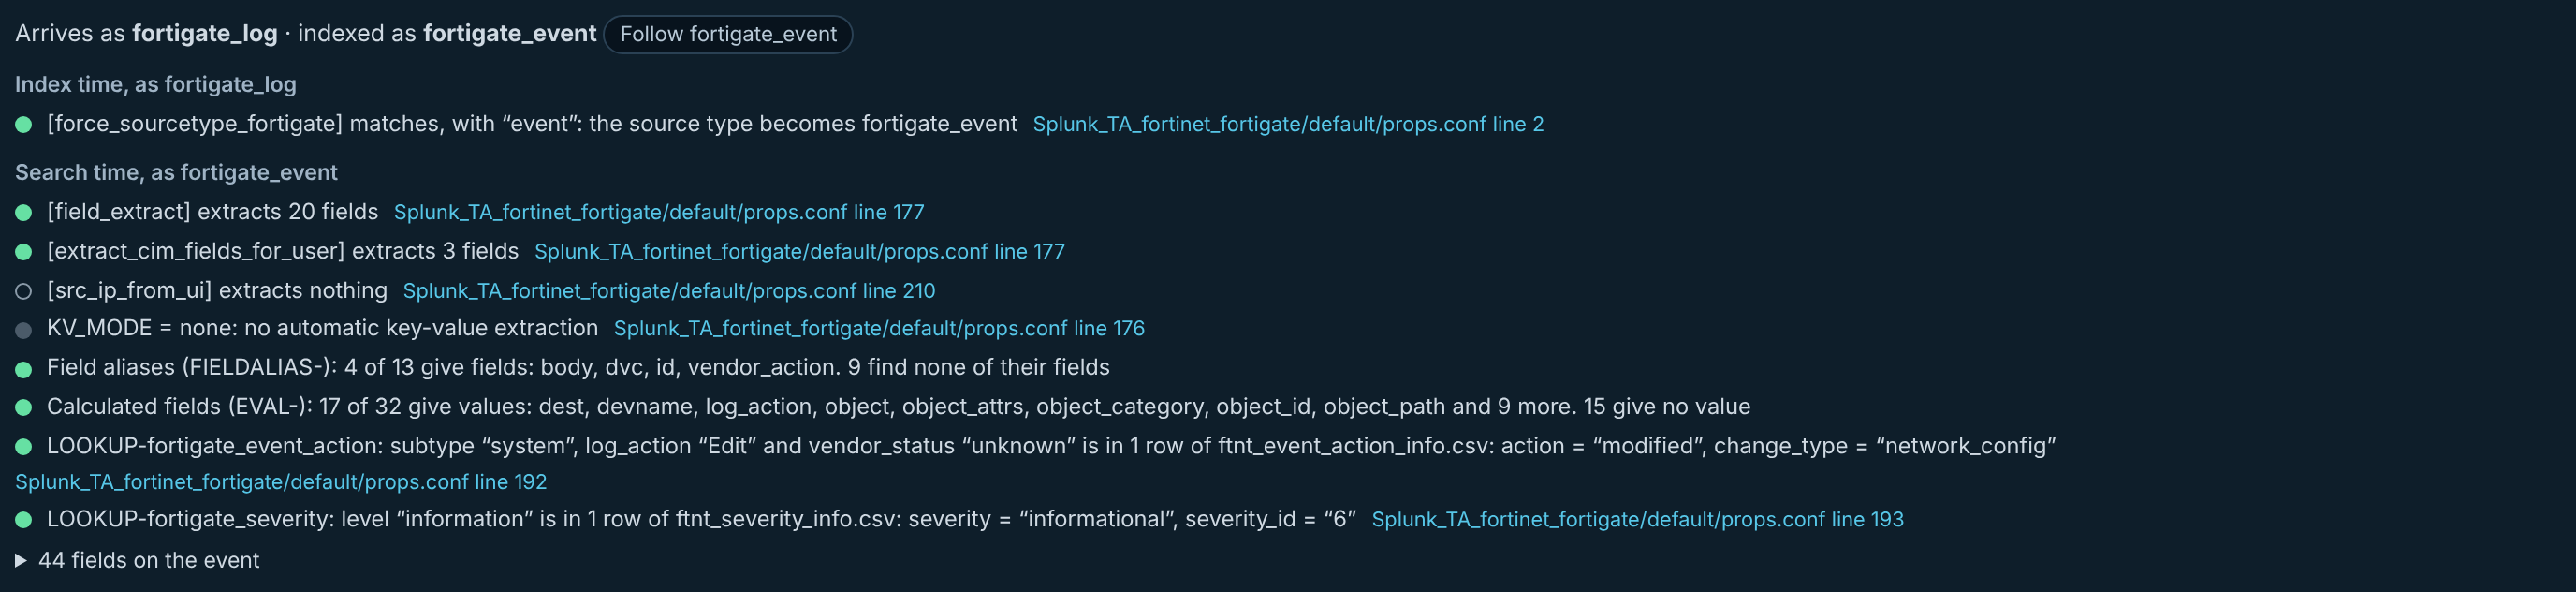 Arrives as fortigate_log · indexed as fortigate_event Follow fortigate_event
Index time, as fortigate_log
[force_sourcetype_fortigate] matches, with “event”: the source type becomes fortigate_event Splunk_TA_fortinet_fortigate/default/props.conf line 2
Search time, as fortigate_event
[field_extract] extracts 20 fields Splunk_TA_fortinet_fortigate/default/props.conf line 177
[extract_cim_fields_for_user] extracts 3 fields Splunk_TA_fortinet_fortigate/default/props.conf line 177
[src_ip_from_ui] extracts nothing Splunk_TA_fortinet_fortigate/default/props.conf line 210
KV_MODE = none: no automatic key-value extraction Splunk_TA_fortinet_fortigate/default/props.conf line 176
Field aliases (FIELDALIAS-): 4 of 13 give fields: body, dvc, id, vendor_action. 9 find none of their fields
Calculated fields (EVAL-): 17 of 32 give values: dest, devname, log_action, object, object_attrs, object_category, object_id, object_path and 9 more. 15 give no value
LOOKUP-fortigate_event_action: subtype “system”, log_action “Edit” and vendor_status “unknown” is in 1 row of ftnt_event_action_info.csv: action = “modified”, change_type = “network_config”
Splunk_TA_fortinet_fortigate/default/props.conf line 192
LOOKUP-fortigate_severity: level “information” is in 1 row of ftnt_severity_info.csv: severity = “informational”, severity_id = “6” Splunk_TA_fortinet_fortigate/default/props.conf line 193
44 fields on the event